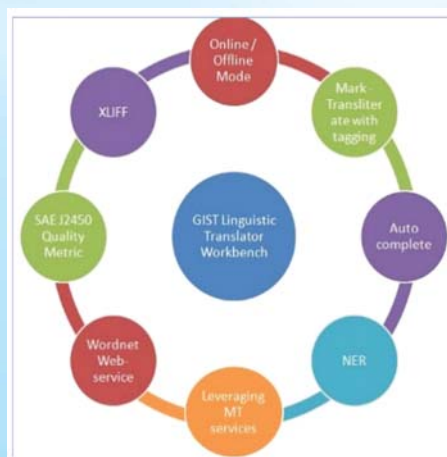 Online /
Offline
Mode
Mark -
Transliter
ate with
tagging
Auto
complete
NER
Leveraging
MT
services
Wordnet
Web-
service
SAE J2450
Quality
Metric
XLIFF
GIST Linguistic
Translator
Workbench